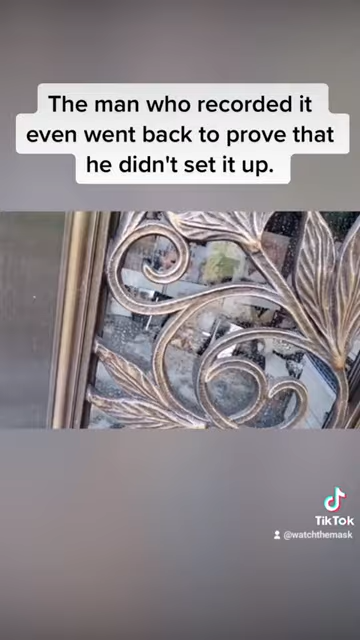 The man who recorded it
even went back to prove that
he didn't set it up.
TikTok
@watchthemask